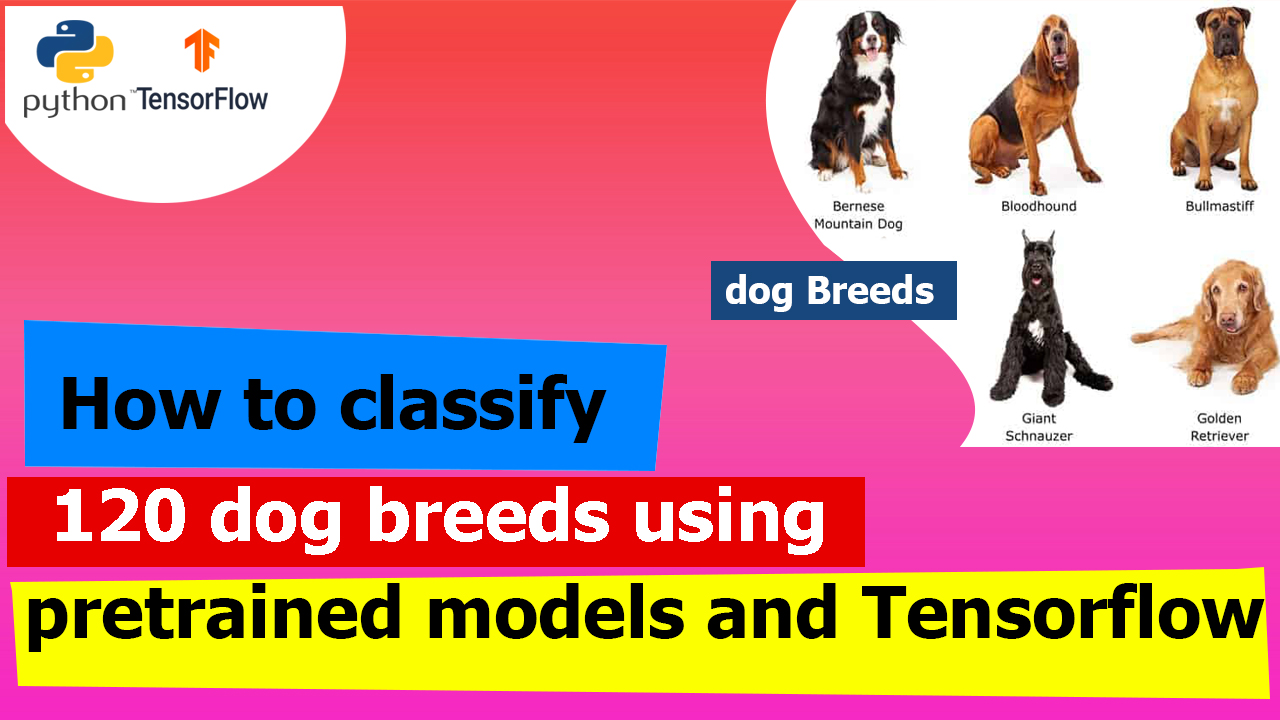 python™
TensorFlow
Bernese
Mountain Dog
Bloodhound
Bullmastiff
dog Breeds
Giant
Schnauzer
Golden
Retriever
How to classify
120 dog breeds using
pretrained models and Tensorflow